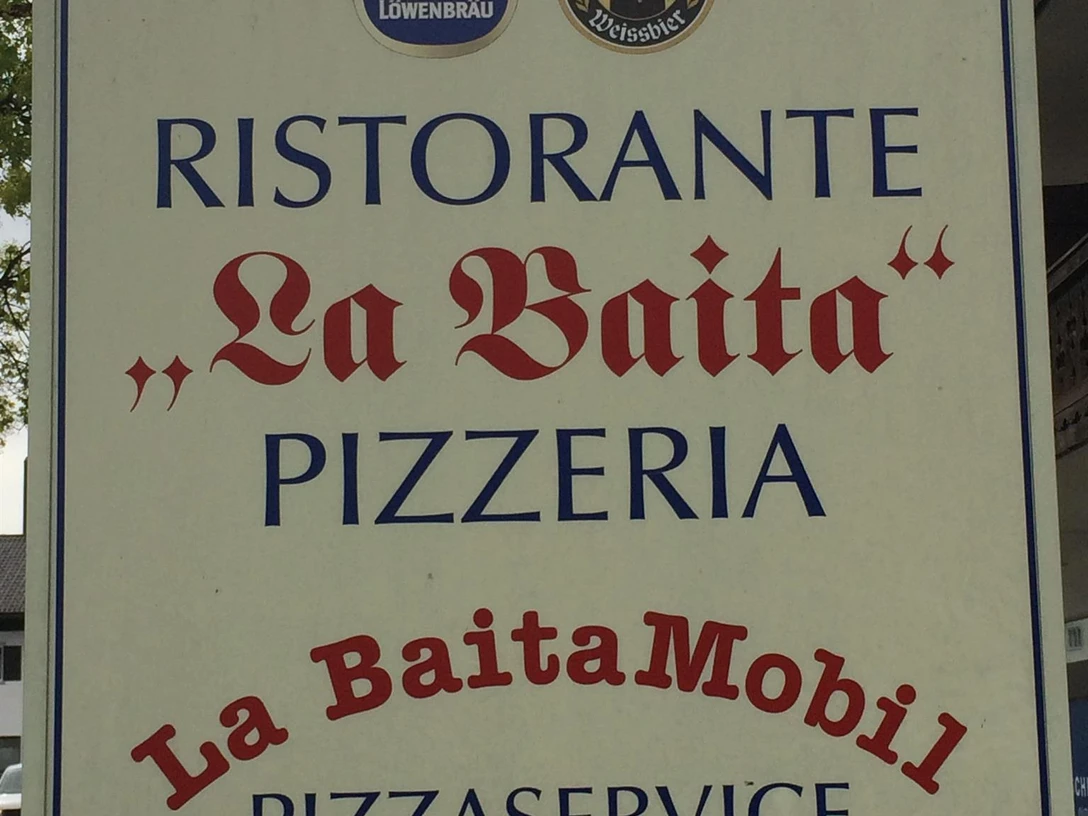 LÖWENBRÄU
Weissbier
RISTORANTE
„La Baita“
PIZZERIA
La BaitaMobil
PIZZASERVICE